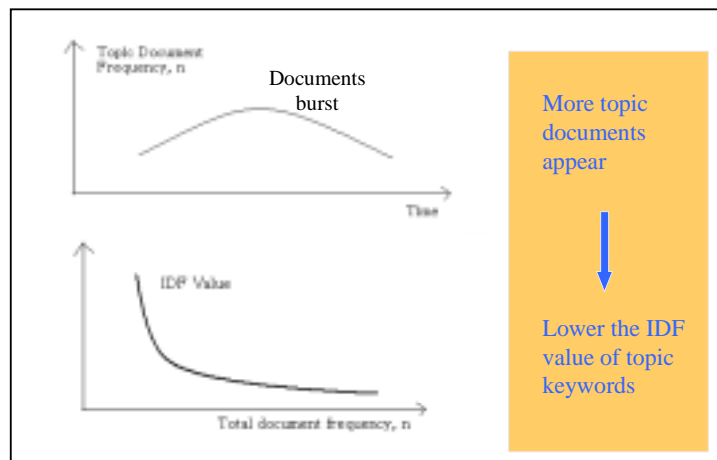 Topic Document
Frequency, n
Documents
burst
Time
IDF Value
Total document frequency, n
More topic
documents
appear
Lower the IDF
value of topic
keywords